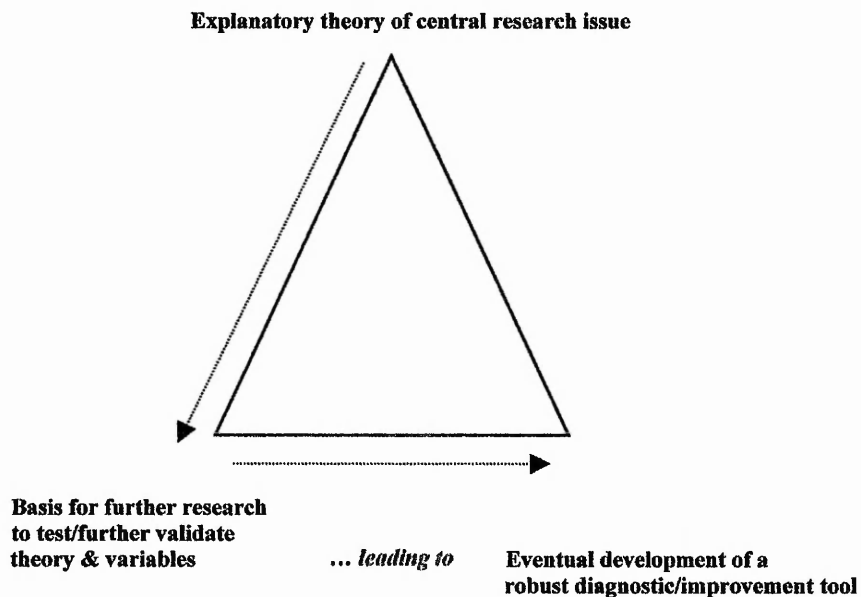 Explanatory theory of central research issue
Basis for further research
to test/further validate
theory & variables
... leading to
Eventual development of a
robust diagnostic/improvement tool